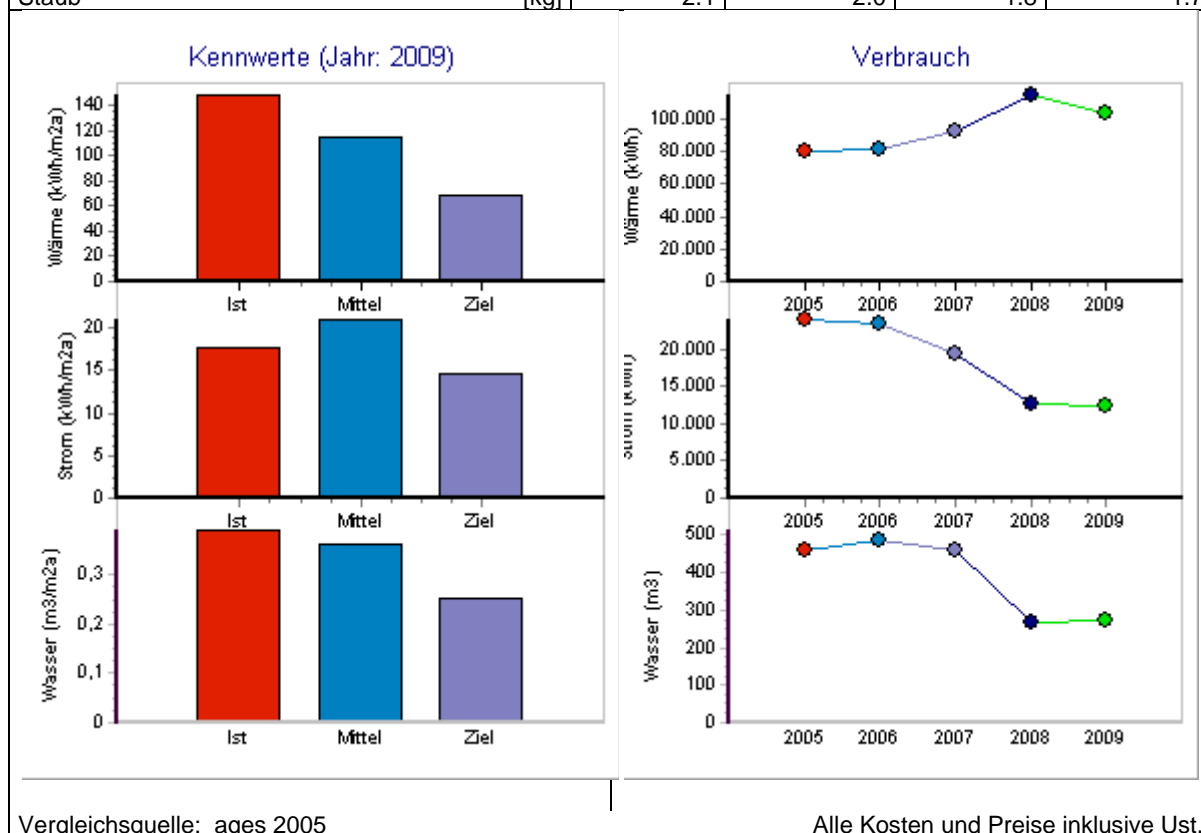 Staub [kg] 2.1 2.0 1.8 1.7
Kennwerte (Jahr: 2009)
Wärme (kWh/m2a)
140
120
100
80
60
40
20
0
Ist Mittel Ziel
Strom (kWh/m2a)
20
15
10
5
0
Ist Mittel Ziel
Wasser (m3/m2a)
0,3
0,2
0,1
0
Ist Mittel Ziel
Verbrauch
Wärme (kWh)
100.000
80.000
60.000
40.000
20.000
0
2005 2006 2007 2008 2009
Strom (kWh)
20.000
15.000
10.000
5.000
0
2005 2006 2007 2008 2009
Wasser (m3)
500
400
300
200
100
0
2005 2006 2007 2008 2009
Vergleichsquelle: ages 2005
Alle Kosten und Preise inklusive Ust.